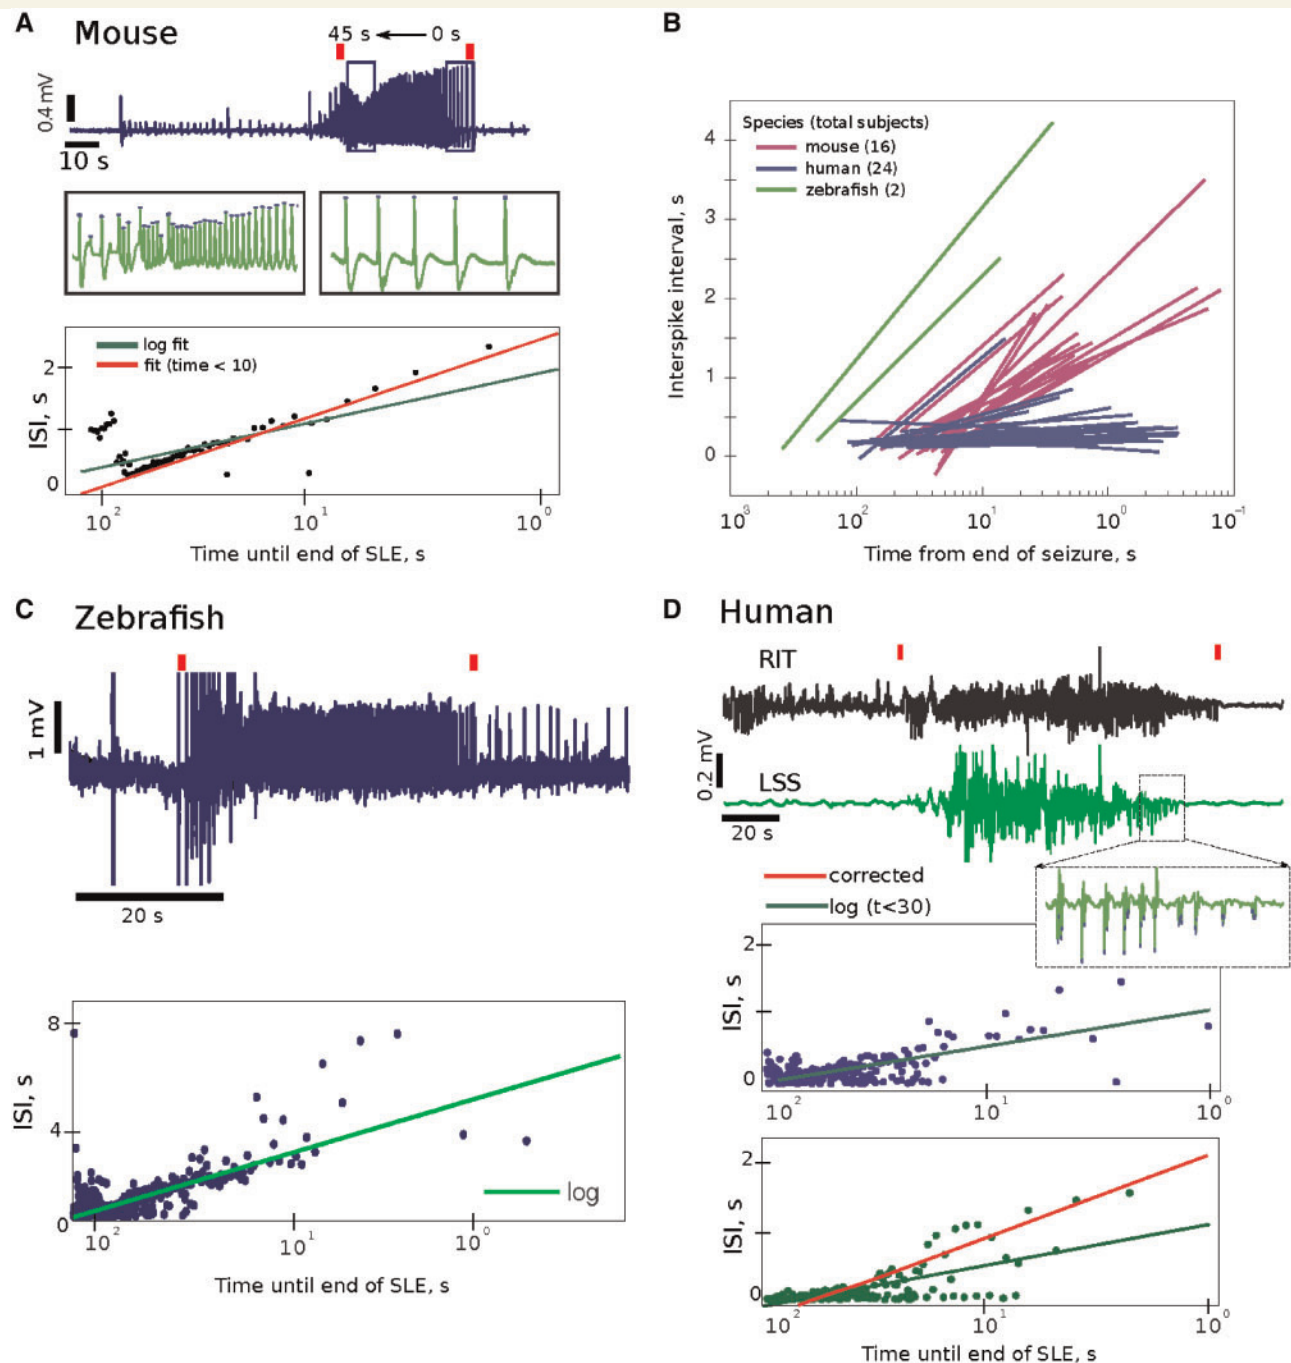 A
Mouse
45 s
0 s
0.4 mV
10 s
log fit
fit (time < 10)
2
0
ISI, s
10²
10¹
10⁰
Time until end of SLE, s
B
Species (total subjects)
mouse (16)
human (24)
zebrafish (2)
4
3
2
1
0
Interspike interval, s
10³
10²
10¹
10⁰
10⁻¹
Time from end of seizure, s
C
Zebrafish
1 mV
20 s
8
4
0
ISI, s
log
10²
10¹
10⁰
Time until end of SLE, s
D
Human
RIT
LSS
0.2 mV
20 s
corrected
log (t<30)
2
0
ISI, s
10²
10¹
10⁰
2
0
ISI, s
10²
10¹
10⁰
Time until end of SLE, s